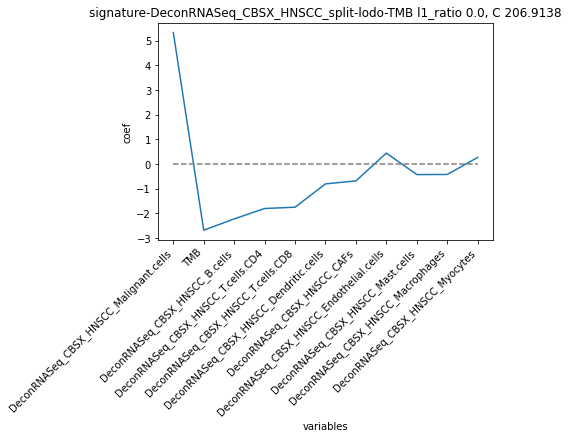 signature-DeconRNASeq_CBSX_HNSCC_split-lodo-TMB l1_ratio 0.0, C 206.9138
5
4
3
2
1
0
−1
−2
−3
coef
DeconRNASeq_CBSX_HNSCC_Malignant.cells
TMB
DeconRNASeq_CBSX_HNSCC_B.cells
DeconRNASeq_CBSX_HNSCC_T.cells.CD4
DeconRNASeq_CBSX_HNSCC_T.cells.CD8
DeconRNASeq_CBSX_HNSCC_Dendritic.cells
DeconRNASeq_CBSX_HNSCC_CAFs
DeconRNASeq_CBSX_HNSCC_Endothelial.cells
DeconRNASeq_CBSX_HNSCC_Mast.cells
DeconRNASeq_CBSX_HNSCC_Macrophages
DeconRNASeq_CBSX_HNSCC_Myocytes
variables